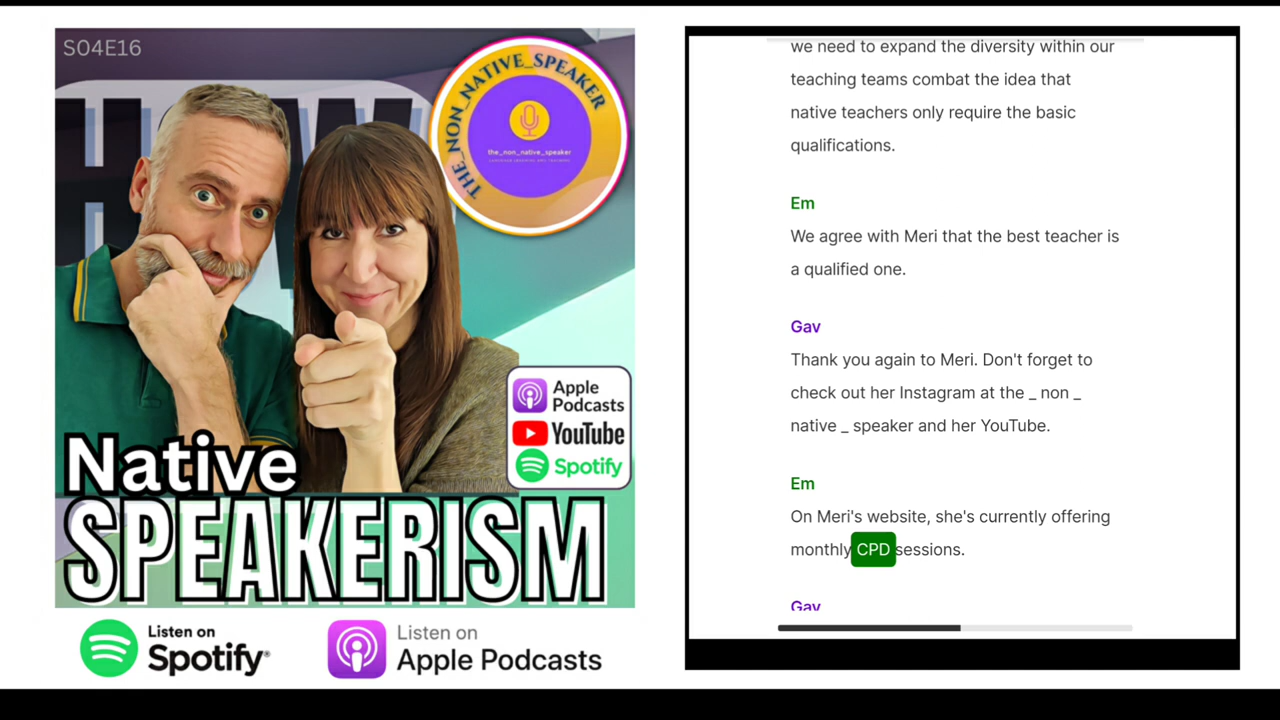 S04E16
THE_NON_NATIVE_SPEAKER
the_non_native_speaker
Apple
Podcasts
YouTube
Spotify
Native
SPEAKERISM
Listen on
Spotify®
Listen on
Apple Podcasts
we need to expand the diversity within our
teaching teams combat the idea that
native teachers only require the basic
qualifications.
Em
We agree with Meri that the best teacher is
a qualified one.
Gav
Thank you again to Meri. Don't forget to
check out her Instagram at the _ non _
native _ speaker and her YouTube.
Em
On Meri's website, she's currently offering
monthly CPD sessions.
Gav